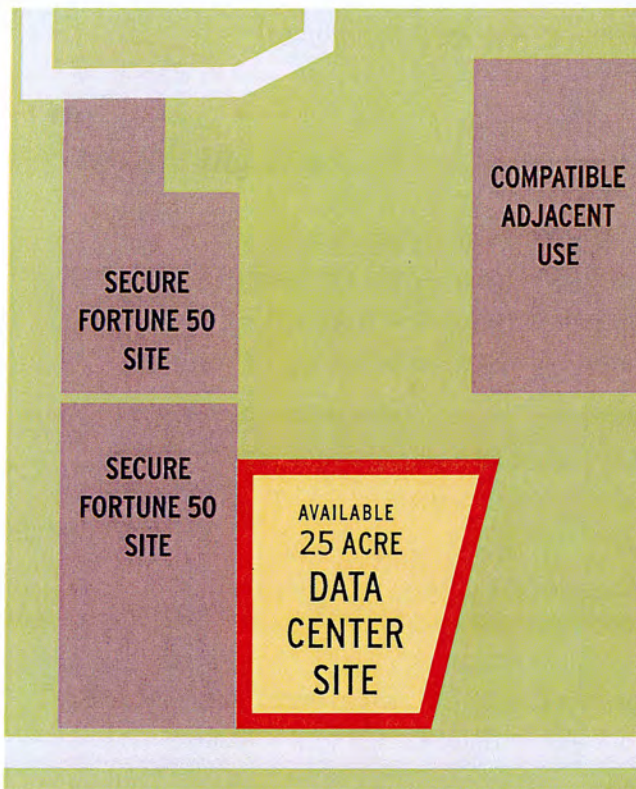 COMPATIBLE
ADJACENT
USE
SECURE
FORTUNE 50
SITE
SECURE
FORTUNE 50
SITE
AVAILABLE
25 ACRE
DATA
CENTER
SITE